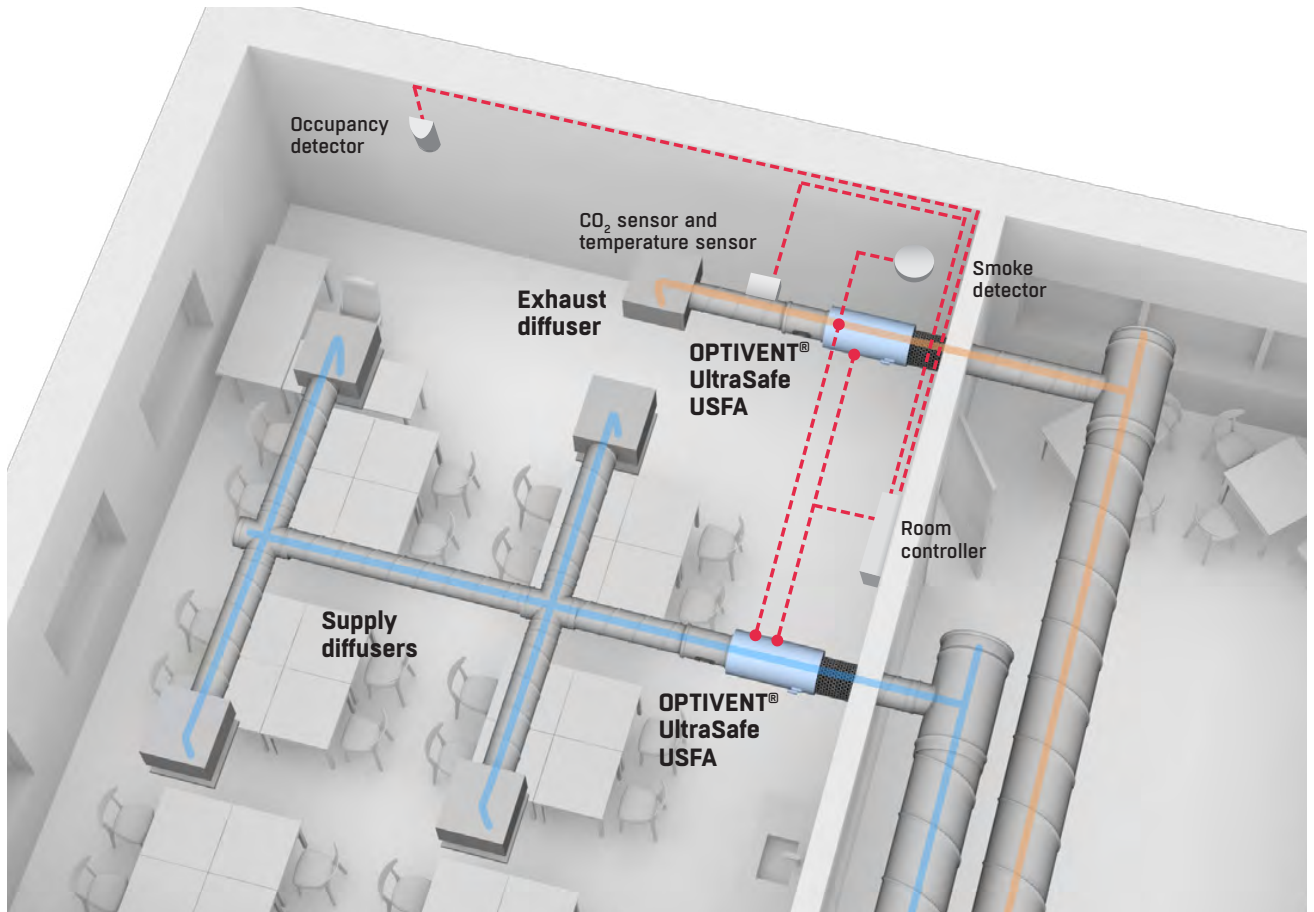 Occupancy
detector
CO₂ sensor and
temperature sensor
Smoke
detector
Exhaust
diffuser
OPTIVENT®
UltraSafe
USFA
Room
controller
Supply
diffusers
OPTIVENT®
UltraSafe
USFA